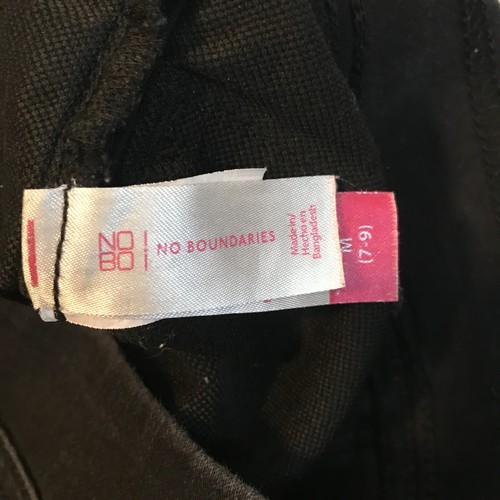 NO
BO
NO BOUNDARIES
Made in/
Hecho en
Bangladesh
M
(7-9)